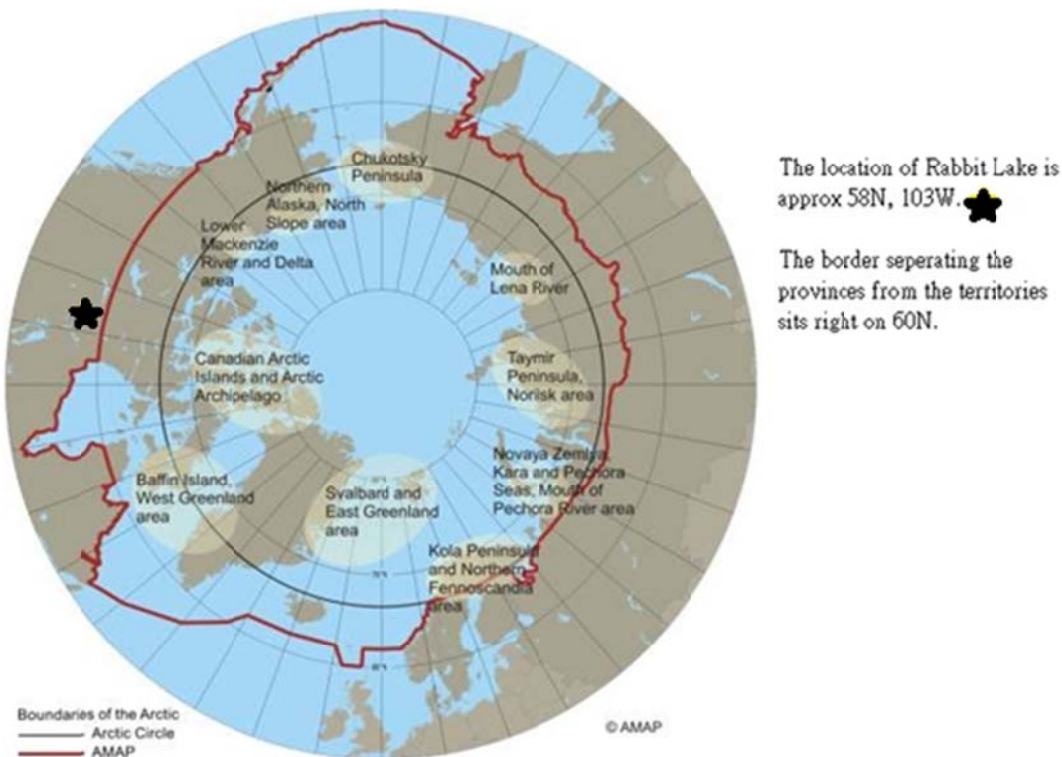 Chukotsky
Peninsula
Northern
Alaska, North
Slope area
Lower
Mackenzie
River and Delta
area
Mouth of
Lena River
Canadian Arctic
Islands and Arctic
Archipelago
Taymir
Peninsula,
Norilsk area
Baffin Island,
West Greenland
area
Svalbard and
East Greenland
area
Novaya Zemlya,
Kara and Pechora
Seas, Mouth of
Pechora River area
Kola Peninsula
and Northern
Fennoscandia
area
Boundaries of the Arctic
Arctic Circle
AMAP
© AMAP
The location of Rabbit Lake is
approx 58N, 103W.
The border seperating the
provinces from the territories
sits right on 60N.